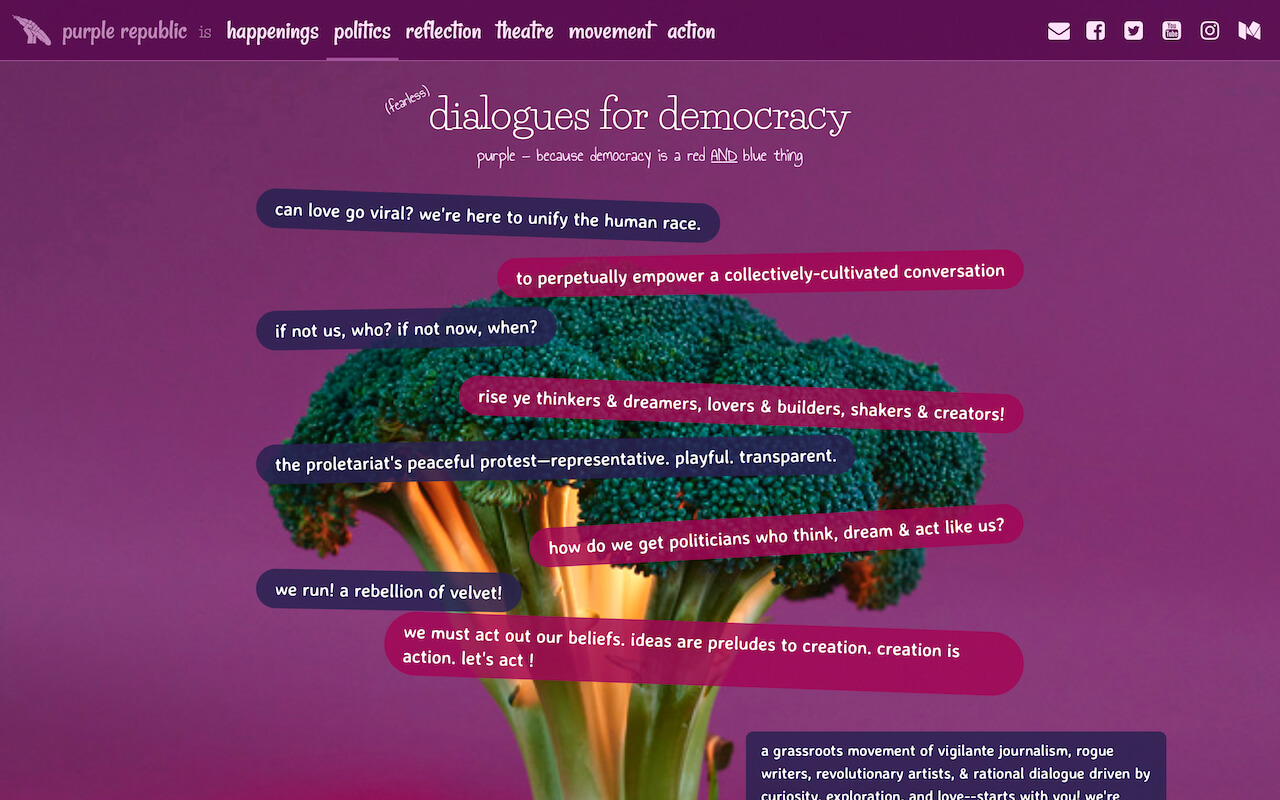 purple republic is happenings politics reflection theatre movement action
(fearless)
dialogues for democracy
purple – because democracy is a red AND blue thing
can love go viral? we're here to unify the human race.
to perpetually empower a collectively-cultivated conversation
if not us, who? if not now, when?
rise ye thinkers & dreamers, lovers & builders, shakers & creators!
the proletariat's peaceful protest—representative. playful. transparent.
how do we get politicians who think, dream & act like us?
we run! a rebellion of velvet!
we must act out our beliefs. ideas are preludes to creation. creation is
action. let's act !
a grassroots movement of vigilante journalism, rogue
writers, revolutionary artists, & rational dialogue driven by
curiosity, exploration, and love--starts with you! we're